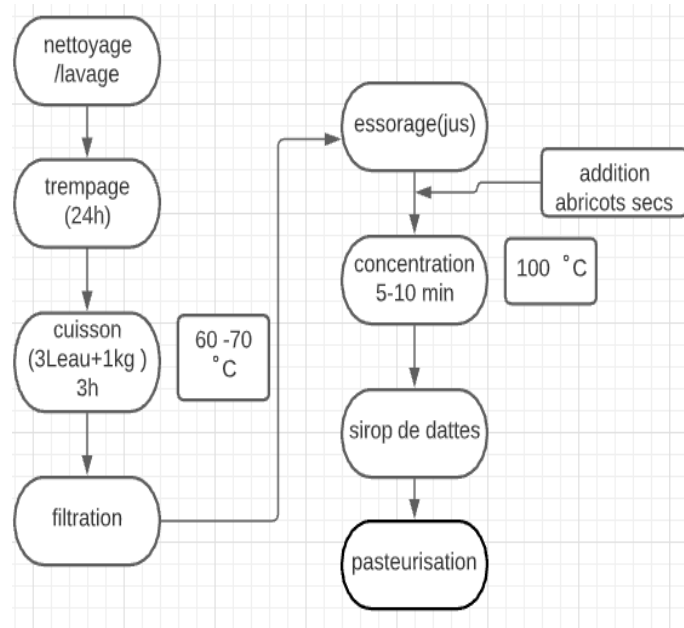 nettoyage
/lavage
trempage
(24h)
cuisson
(3Leau+1kg )
3h
60 -70
°C
filtration
essorage(jus)
addition
abricots secs
concentration
5-10 min
100 °C
sirop de dattes
pasteurisation